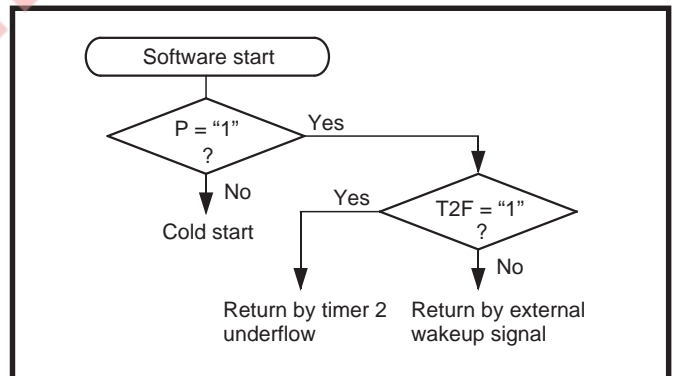 Software start
P = “1”
?
Yes
No
Cold start
T2F = “1”
?
Yes
No
Return by timer 2
underflow
Return by external
wakeup signal